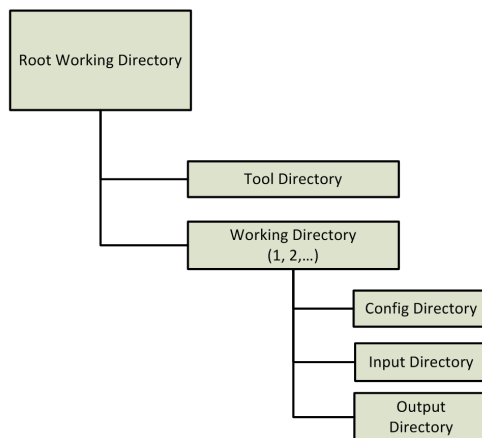 Root Working Directory
Tool Directory
Working Directory
(1, 2,...)
Config Directory
Input Directory
Output
Directory